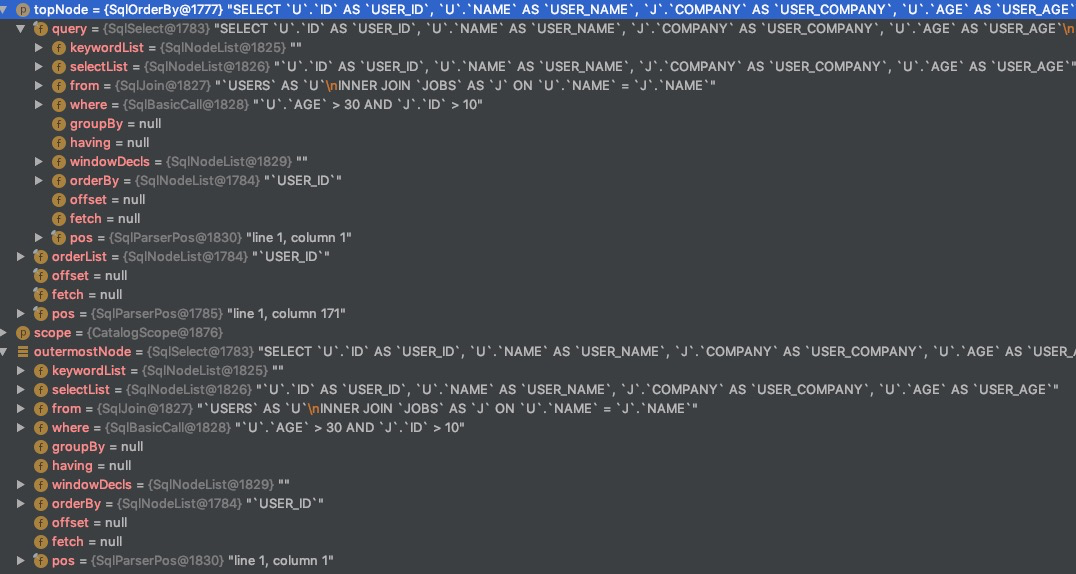 topNode = {SqlOrderBy@1777} "SELECT `U`.`ID` AS `USER_ID`, `U`.`NAME` AS `USER_NAME`, `J`.`COMPANY` AS `USER_COMPANY`, `U`.`AGE` AS `USER_AGE`
query = {SqlSelect@1783} "SELECT `U`.`ID` AS `USER_ID`, `U`.`NAME` AS `USER_NAME`, `J`.`COMPANY` AS `USER_COMPANY`, `U`.`AGE` AS `USER_AGE`\n
keywordList = {SqlNodeList@1825} ""
selectList = {SqlNodeList@1826} "`U`.`ID` AS `USER_ID`, `U`.`NAME` AS `USER_NAME`, `J`.`COMPANY` AS `USER_COMPANY`, `U`.`AGE` AS `USER_AGE`"
from = {SqlJoin@1827} "`USERS` AS `U`\nINNER JOIN `JOBS` AS `J` ON `U`.`NAME` = `J`.`NAME`"
where = {SqlBasicCall@1828} "`U`.`AGE` > 30 AND `J`.`ID` > 10"
groupBy = null
having = null
windowDecls = {SqlNodeList@1829} ""
orderBy = {SqlNodeList@1784} "`USER_ID`"
offset = null
fetch = null
pos = {SqlParserPos@1830} "line 1, column 1"
orderList = {SqlNodeList@1784} "`USER_ID`"
offset = null
fetch = null
pos = {SqlParserPos@1785} "line 1, column 171"
scope = {CatalogScope@1876}
outermostNode = {SqlSelect@1783} "SELECT `U`.`ID` AS `USER_ID`, `U`.`NAME` AS `USER_NAME`, `J`.`COMPANY` AS `USER_COMPANY`, `U`.`AGE` AS `USER_
keywordList = {SqlNodeList@1825} ""
selectList = {SqlNodeList@1826} "`U`.`ID` AS `USER_ID`, `U`.`NAME` AS `USER_NAME`, `J`.`COMPANY` AS `USER_COMPANY`, `U`.`AGE` AS `USER_AGE`"
from = {SqlJoin@1827} "`USERS` AS `U`\nINNER JOIN `JOBS` AS `J` ON `U`.`NAME` = `J`.`NAME`"
where = {SqlBasicCall@1828} "`U`.`AGE` > 30 AND `J`.`ID` > 10"
groupBy = null
having = null
windowDecls = {SqlNodeList@1829} ""
orderBy = {SqlNodeList@1784} "`USER_ID`"
offset = null
fetch = null
pos = {SqlParserPos@1830} "line 1, column 1"